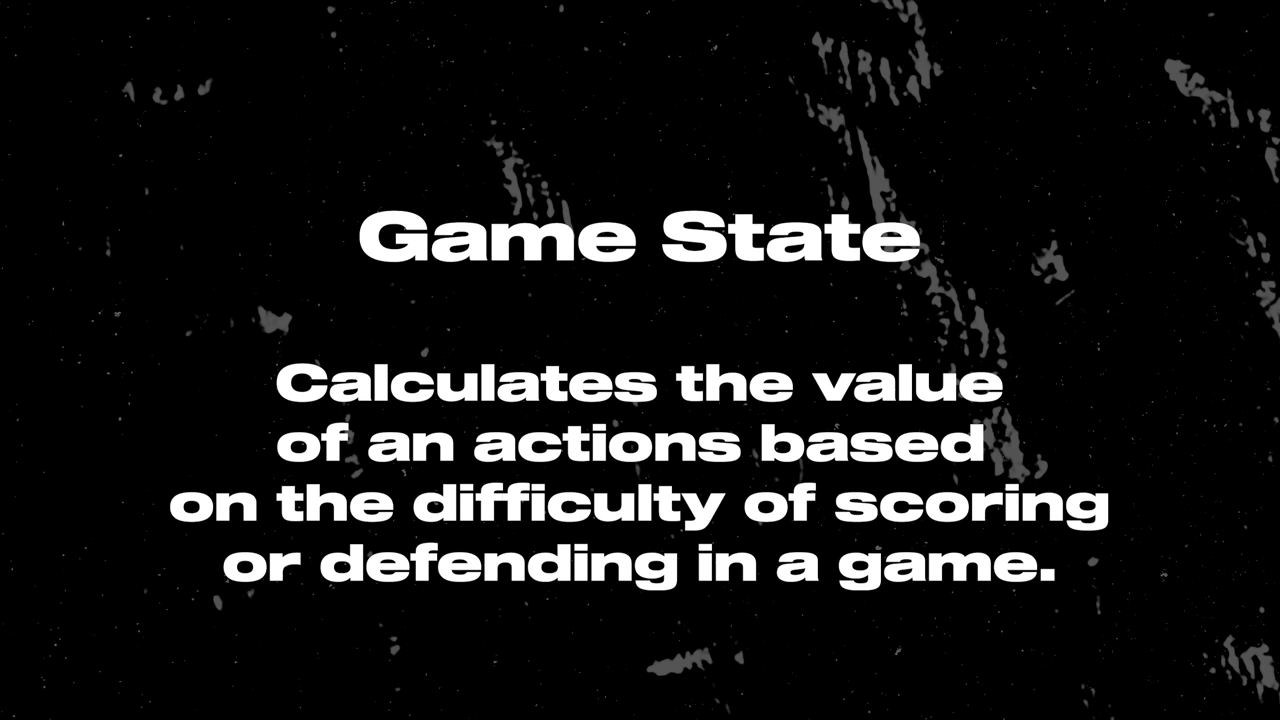 Game State
Calculates the value
of an actions based
on the difficulty of scoring
or defending in a game.